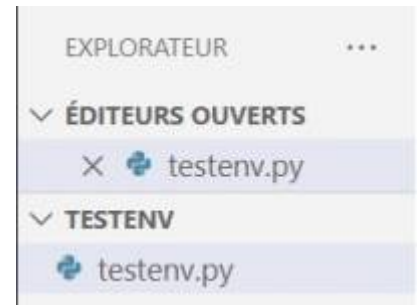 EXPLORATEUR ...
ÉDITEURS OUVERTS
testenv.py
TESTENV
testenv.py